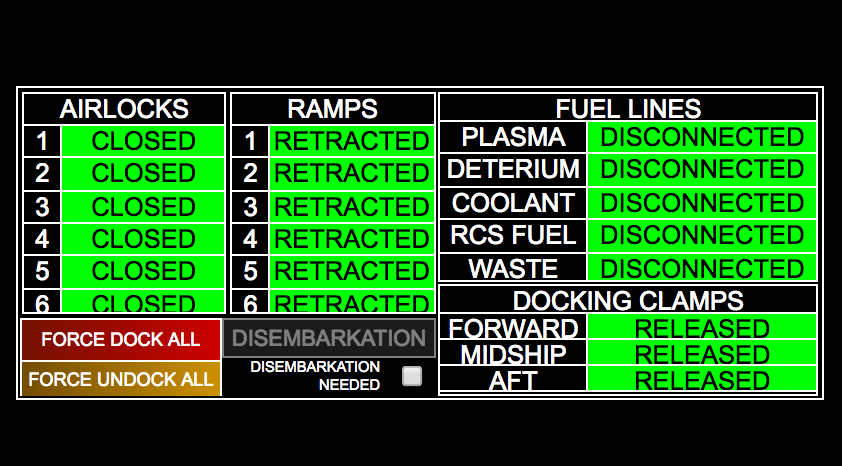 AIRLOCKS
1 CLOSED
2 CLOSED
3 CLOSED
4 CLOSED
5 CLOSED
6 CLOSED
FORCE DOCK ALL
FORCE UNDOCK ALL
RAMPS
1 RETRACTED
2 RETRACTED
3 RETRACTED
4 RETRACTED
5 RETRACTED
6 RETRACTED
DISEMBARKATION
DISEMBARKATION
NEEDED
FUEL LINES
PLASMA DISCONNECTED
DETERIUM DISCONNECTED
COOLANT DISCONNECTED
RCS FUEL DISCONNECTED
WASTE DISCONNECTED
DOCKING CLAMPS
FORWARD RELEASED
MIDSHIP RELEASED
AFT RELEASED